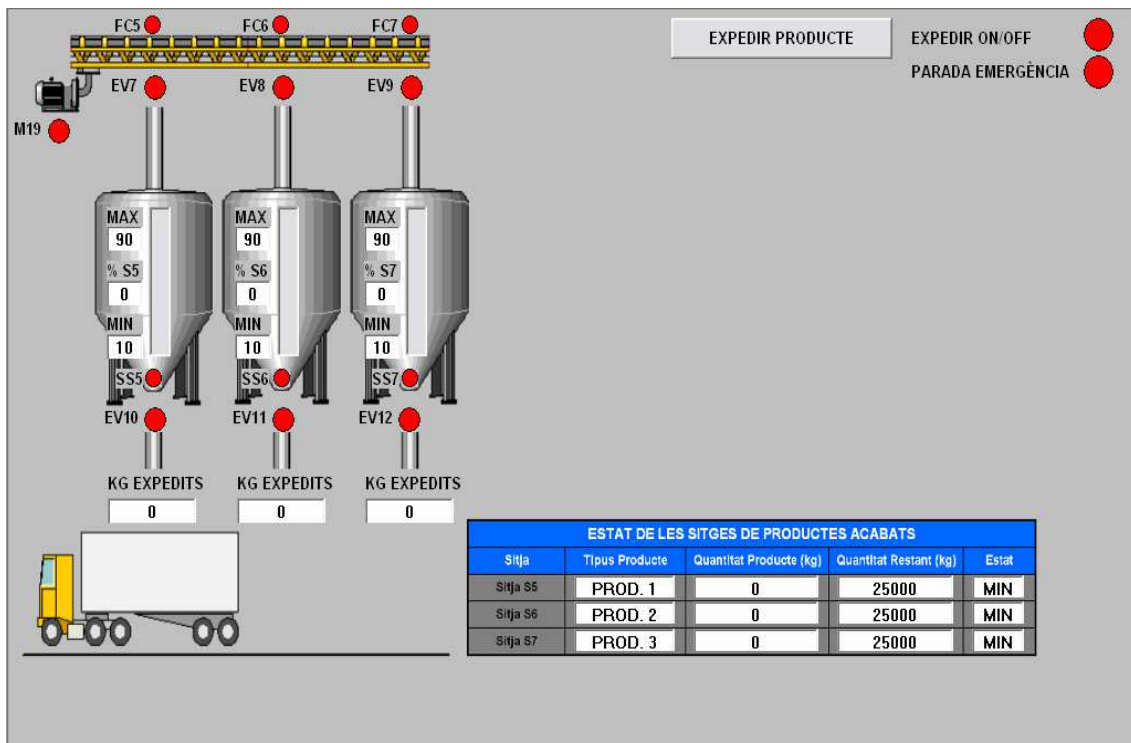 FC5 FC6 FC7
EXPEDIR PRODUCTE
EXPEDIR ON/OFF
PARADA EMERGÈNCIA
EV7 EV8 EV9
M19
MAX MAX MAX
90 90 90
% S5 % S6 % S7
0 0 0
MIN MIN MIN
10 10 10
SS5 SS6 SS7
EV10 EV11 EV12
KG EXPEDITS KG EXPEDITS KG EXPEDITS
0 0 0
ESTAT DE LES SITGES DE PRODUCTES ACABATS
Sitja Tipus Producte Quantitat Producte (kg) Quantitat Restant (kg) Estat
Sitja S5 PROD. 1 0 25000 MIN
Sitja S6 PROD. 2 0 25000 MIN
Sitja S7 PROD. 3 0 25000 MIN